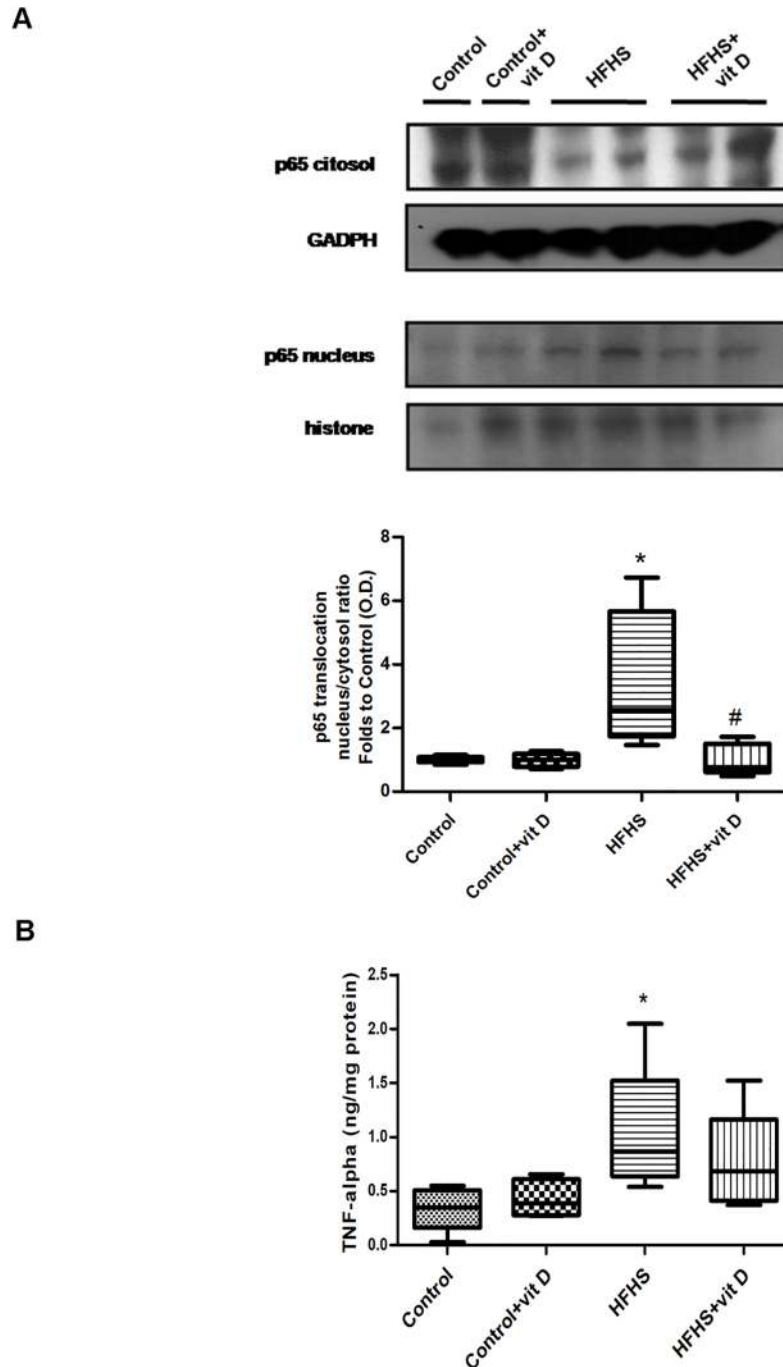 A
Control
Control+
vit D
HFHS
HFHS+
vit D
p65 citosol
GADPH
p65 nucleus
histone
p65 translocation
nucleus/cytosol ratio
Folds to Control (O.D.)
8
6
4
2
0
*
#
Control
Control+vit D
HFHS
HFHS+vit D
B
TNF-alpha (ng/mg protein)
2.5
2.0
1.5
1.0
0.5
0.0
*
Control
Control+vit D
HFHS
HFHS+vit D